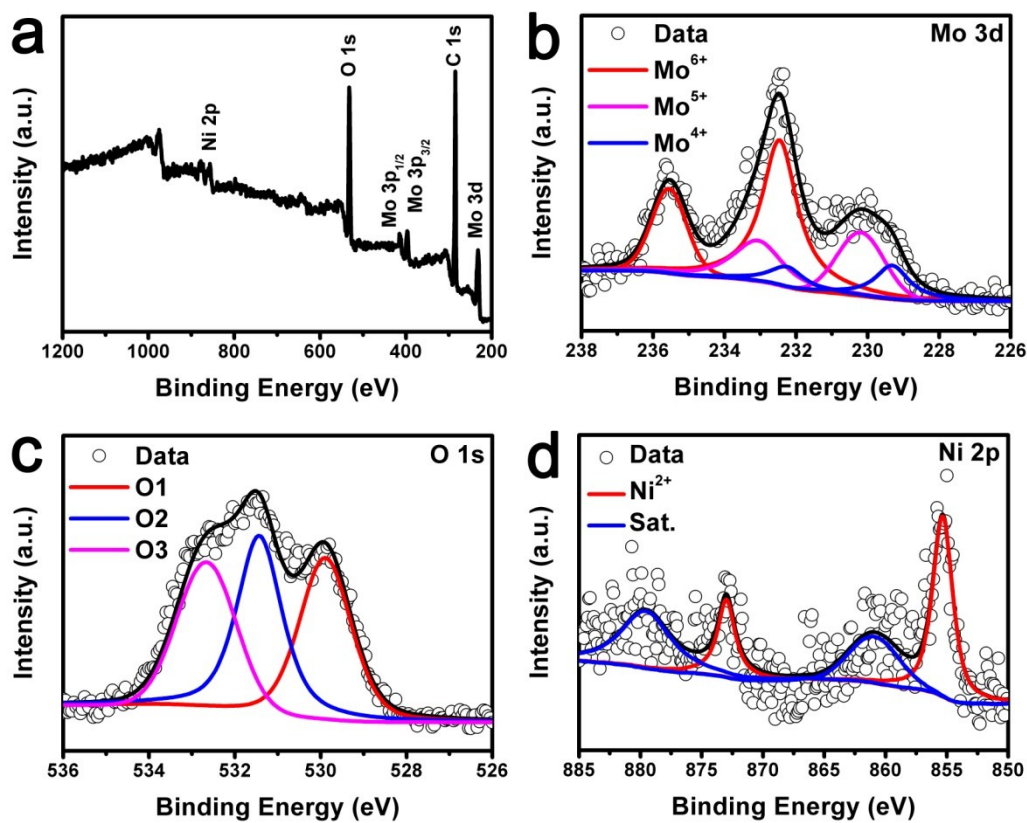 a
Intensity (a.u.)
Ni 2p
O 1s
Mo 3p1/2
Mo 3p3/2
C 1s
Mo 3d
1200 1000 800 600 400 200
Binding Energy (eV)
b
Intensity (a.u.)
Data
Mo6+
Mo5+
Mo4+
Mo 3d
238 236 234 232 230 228 226
Binding Energy (eV)
c
Intensity (a.u.)
Data
O1
O2
O3
O 1s
536 534 532 530 528 526
Binding Energy (eV)
d
Intensity (a.u.)
Data
Ni2+
Sat.
Ni 2p
885 880 875 870 865 860 855 850
Binding Energy (eV)